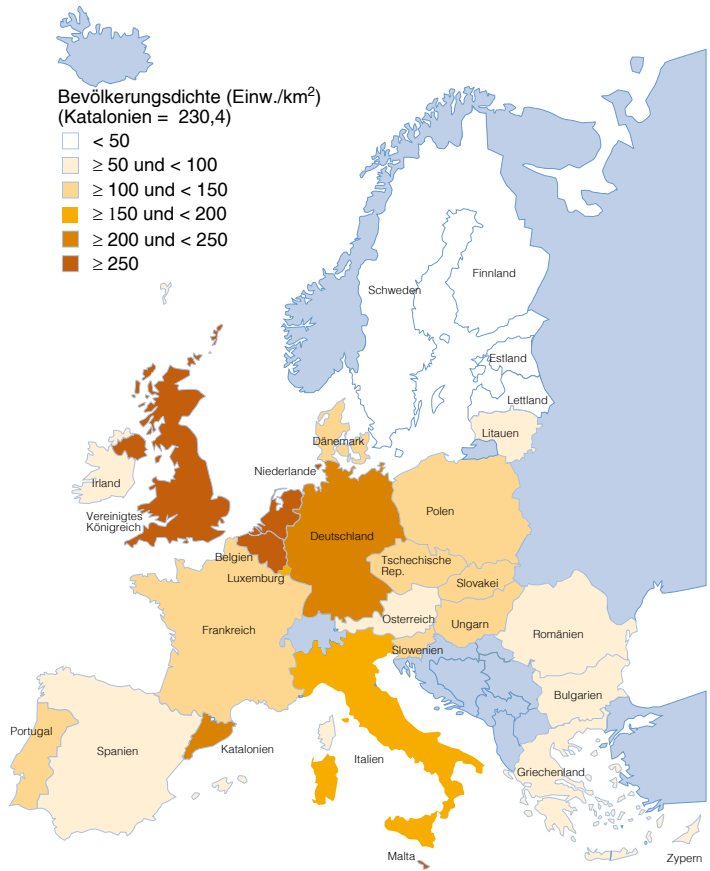 Bevölkerungsdichte (Einw./km²)
(Katalonien = 230,4)
< 50
≥ 50 und < 100
≥ 100 und < 150
≥ 150 und < 200
≥ 200 und < 250
≥ 250
Finnland
Schweden
Estland
Lettland
Litauen
Dänemark
Niederlande
Irland
Vereinigtes
Königreich
Polen
Deutschland
Belgien
Tschechische
Rep.
Luxemburg
Slovakei
Österreich
Ungarn
Frankreich
Romänien
Slowenien
Bulgarien
Portugal
Spanien
Katalonien
Italien
Griechenland
Malta
Zypern